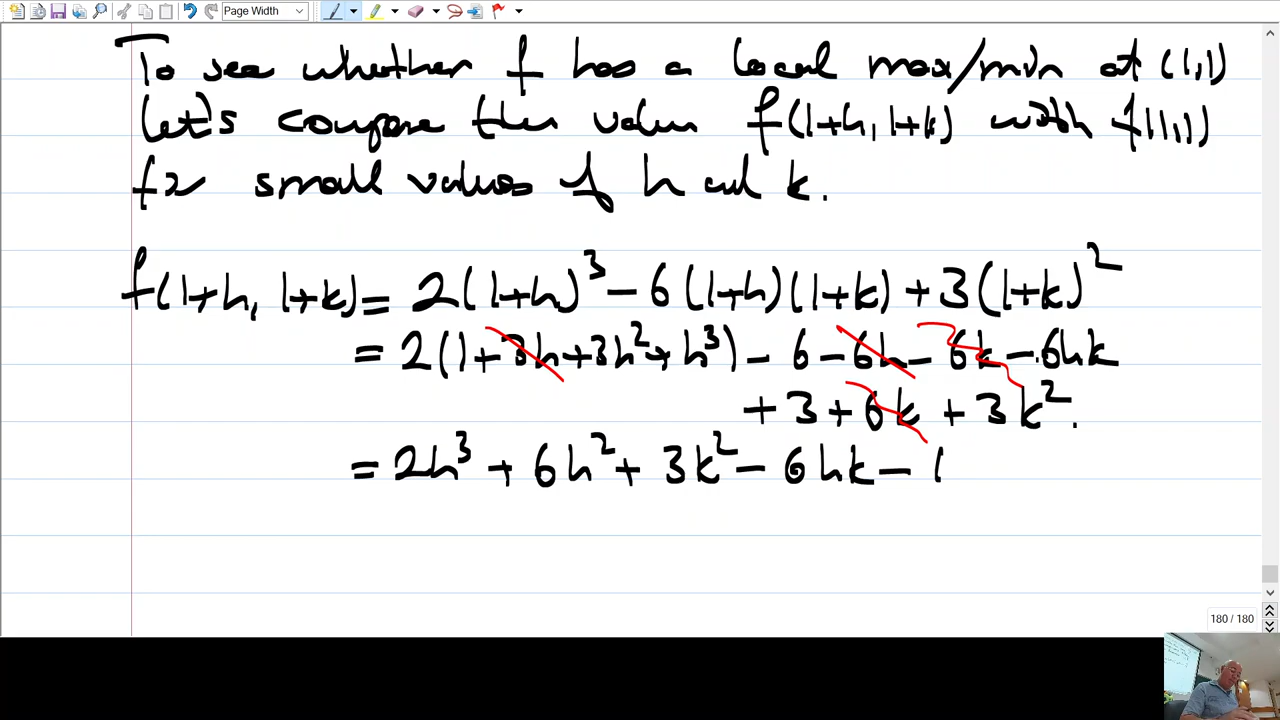 Page Width
To see whether f has a local max/min at (1,1)
let's compare the value f(1+h, 1+k) with f(1,1)
for small values of h and k.
f(1+h, 1+k) = 2(1+h)³ − 6(1+h)(1+k) + 3(1+k)²
= 2(1+3h+3h²+h³) − 6 − 6h − 6k − 6hk
+ 3 + 6k + 3k².
= 2h³ + 6h² + 3k² − 6hk − 1
180 / 180